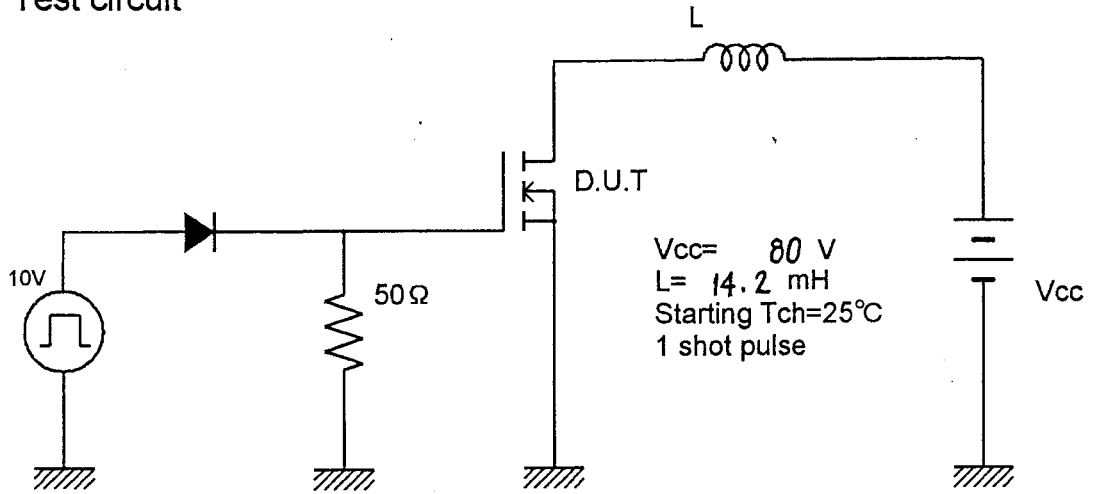 Test circuit
L
D.U.T
10V
50Ω
Vcc= 80 V
L= 14.2 mH
Starting Tch=25℃
1 shot pulse
Vcc